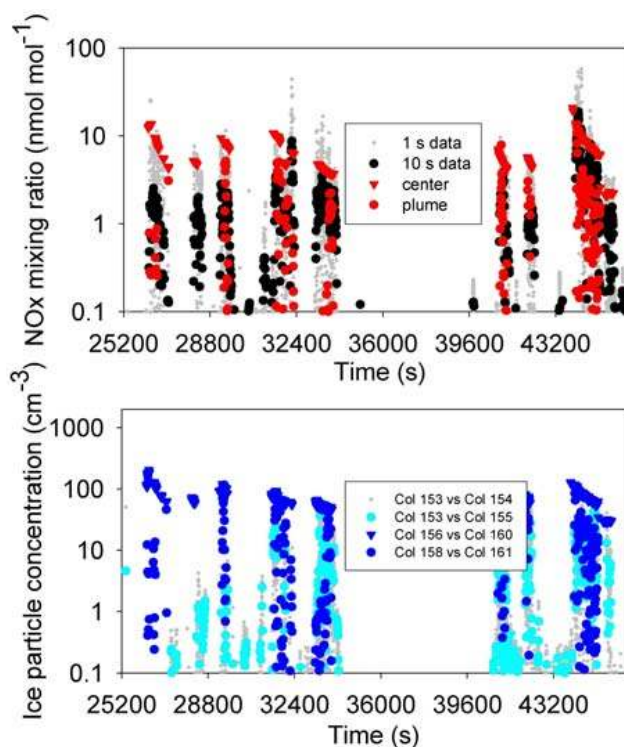 NOx mixing ratio (nmol mol⁻¹)
100
10
1
0.1
1 s data
10 s data
center
plume
25200 28800 32400 36000 39600 43200
Time (s)
Ice particle concentration (cm⁻³)
1000
100
10
1
0.1
Col 153 vs Col 154
Col 153 vs Col 155
Col 156 vs Col 160
Col 158 vs Col 161
25200 28800 32400 36000 39600 43200
Time (s)